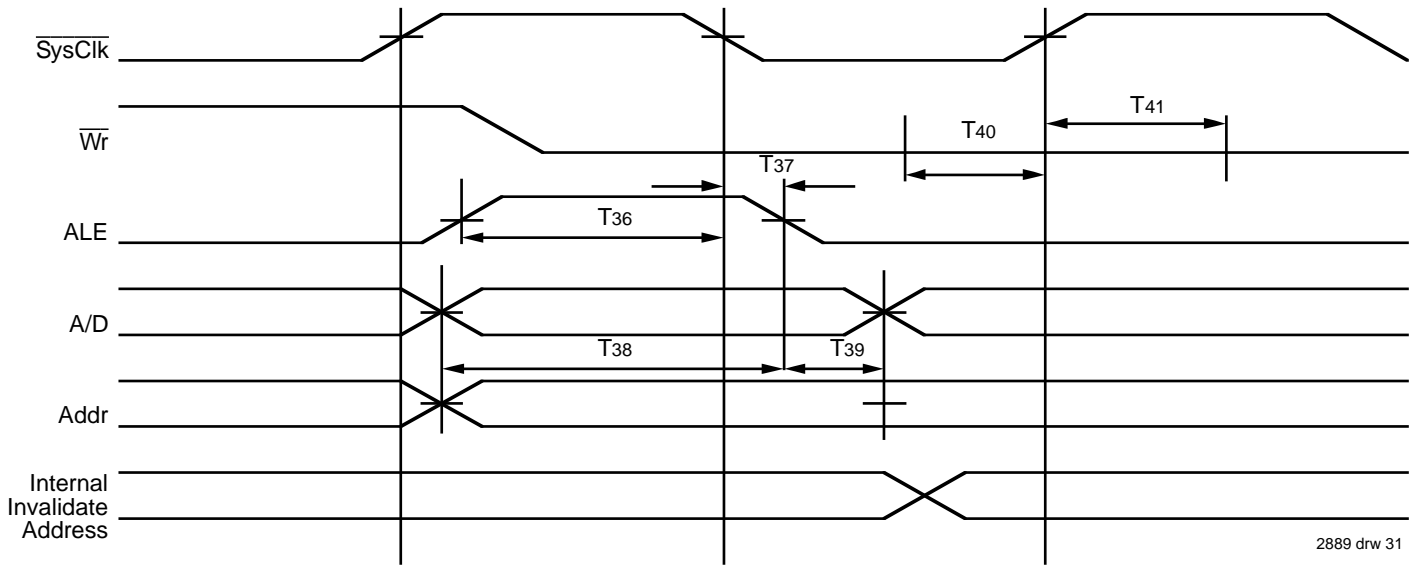 SysClk
Wr
T40
T41
T37
ALE
T36
A/D
T38
T39
Addr
Internal
Invalidate
Address
2889 drw 31